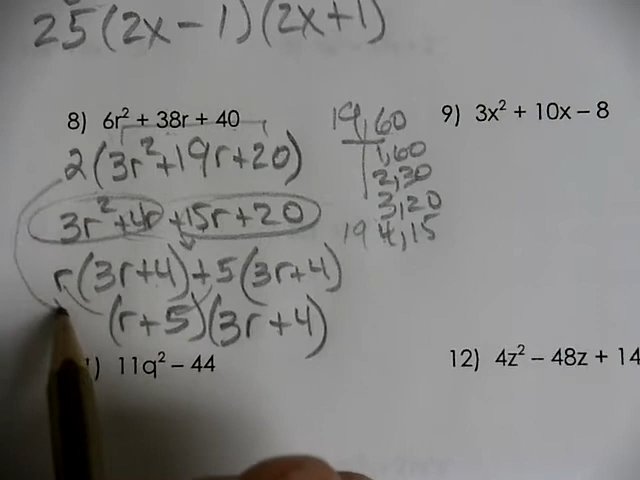 25(2x − 1)(2x+1)
8) 6r² + 38r + 40
2(3r²+19r+20)
3r²+4r+15r+20
r(3r+4)+5(3r+4)
(r+5)(3r+4)
19, 60
1,60
2,30
3,20
19 4,15
9) 3x² + 10x – 8
1) 11q² – 44
12) 4z² – 48z + 14